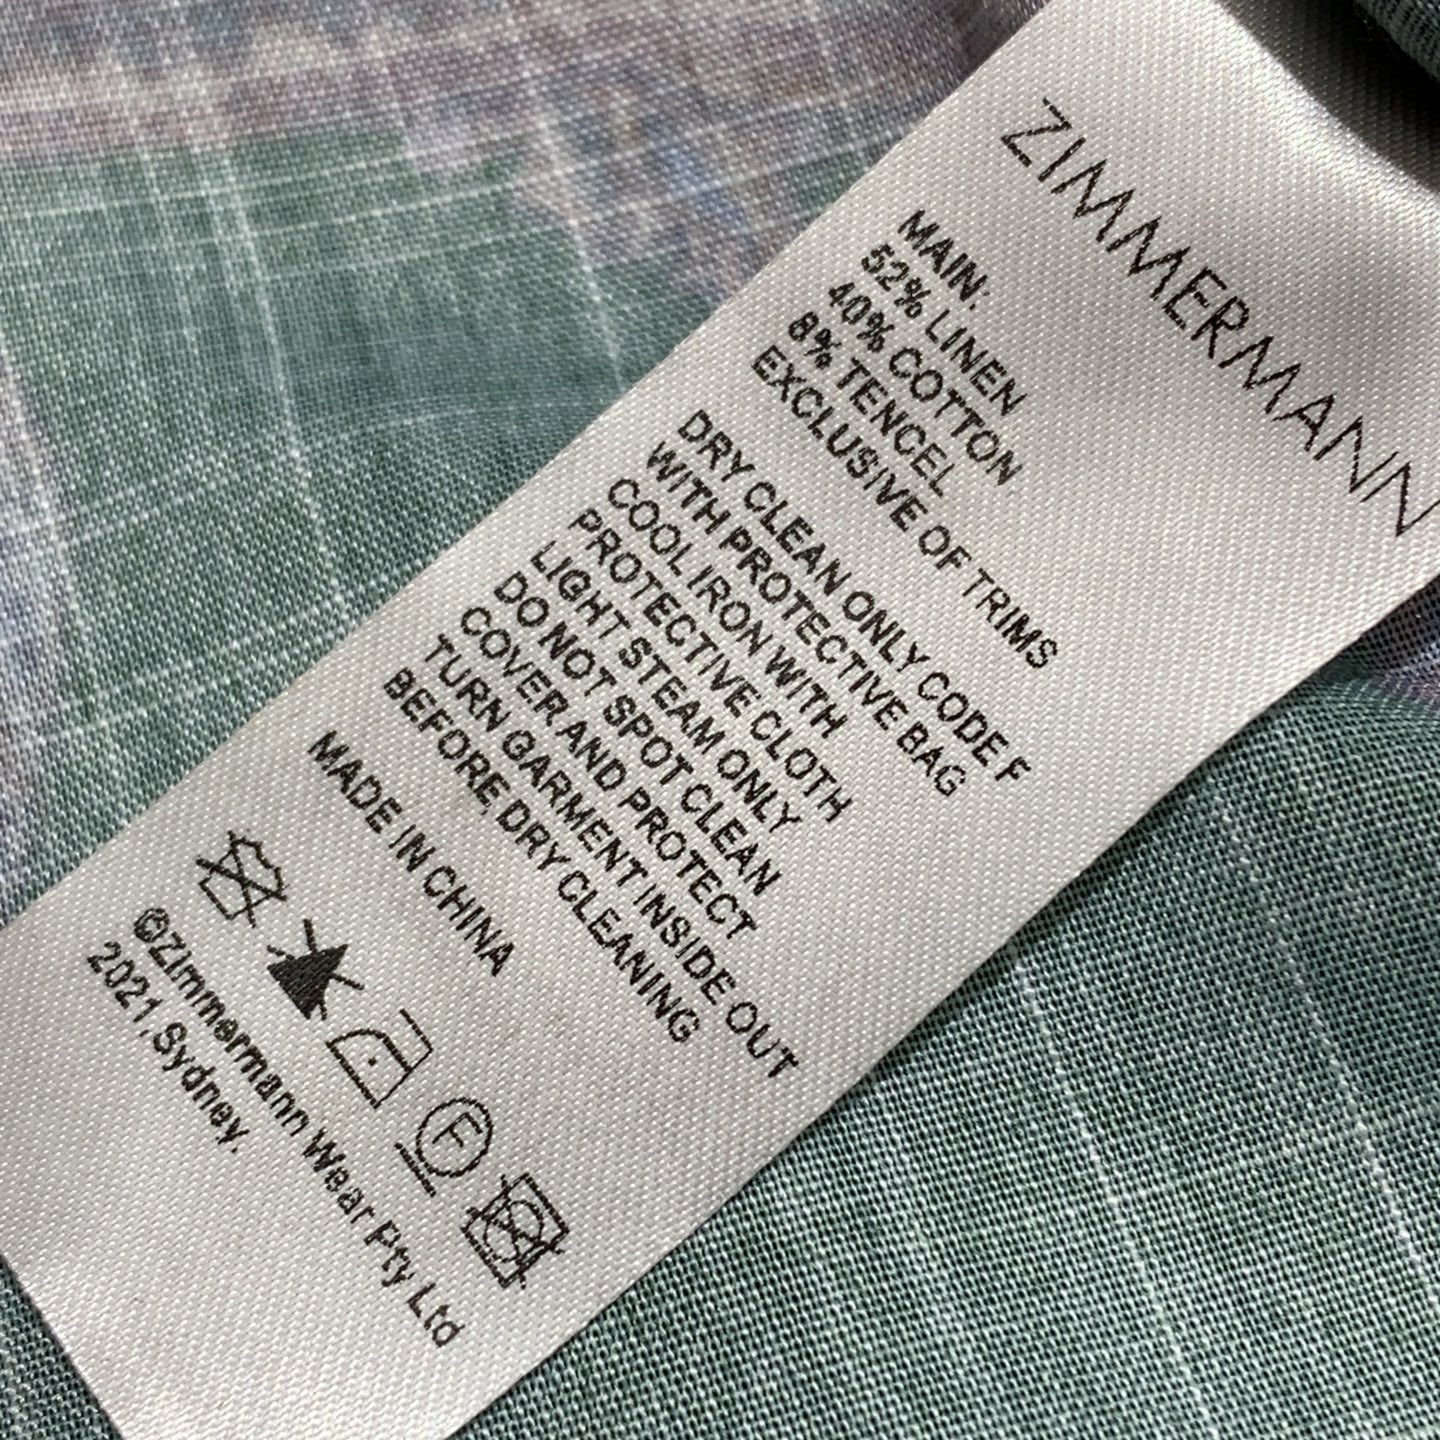 ZIMMERMANN
MAIN:
52% LINEN
40% COTTON
8% TENCEL
EXCLUSIVE OF TRIMS
DRY CLEAN ONLY CODE F
WITH PROTECTIVE BAG
COOL IRON WITH
PROTECTIVE CLOTH
LIGHT STEAM ONLY
DO NOT SPOT CLEAN
COVER AND PROTECT
TURN GARMENT INSIDE OUT
BEFORE DRY CLEANING
MADE IN CHINA
F
©Zimmermann Wear Pty Ltd
2021, Sydney.